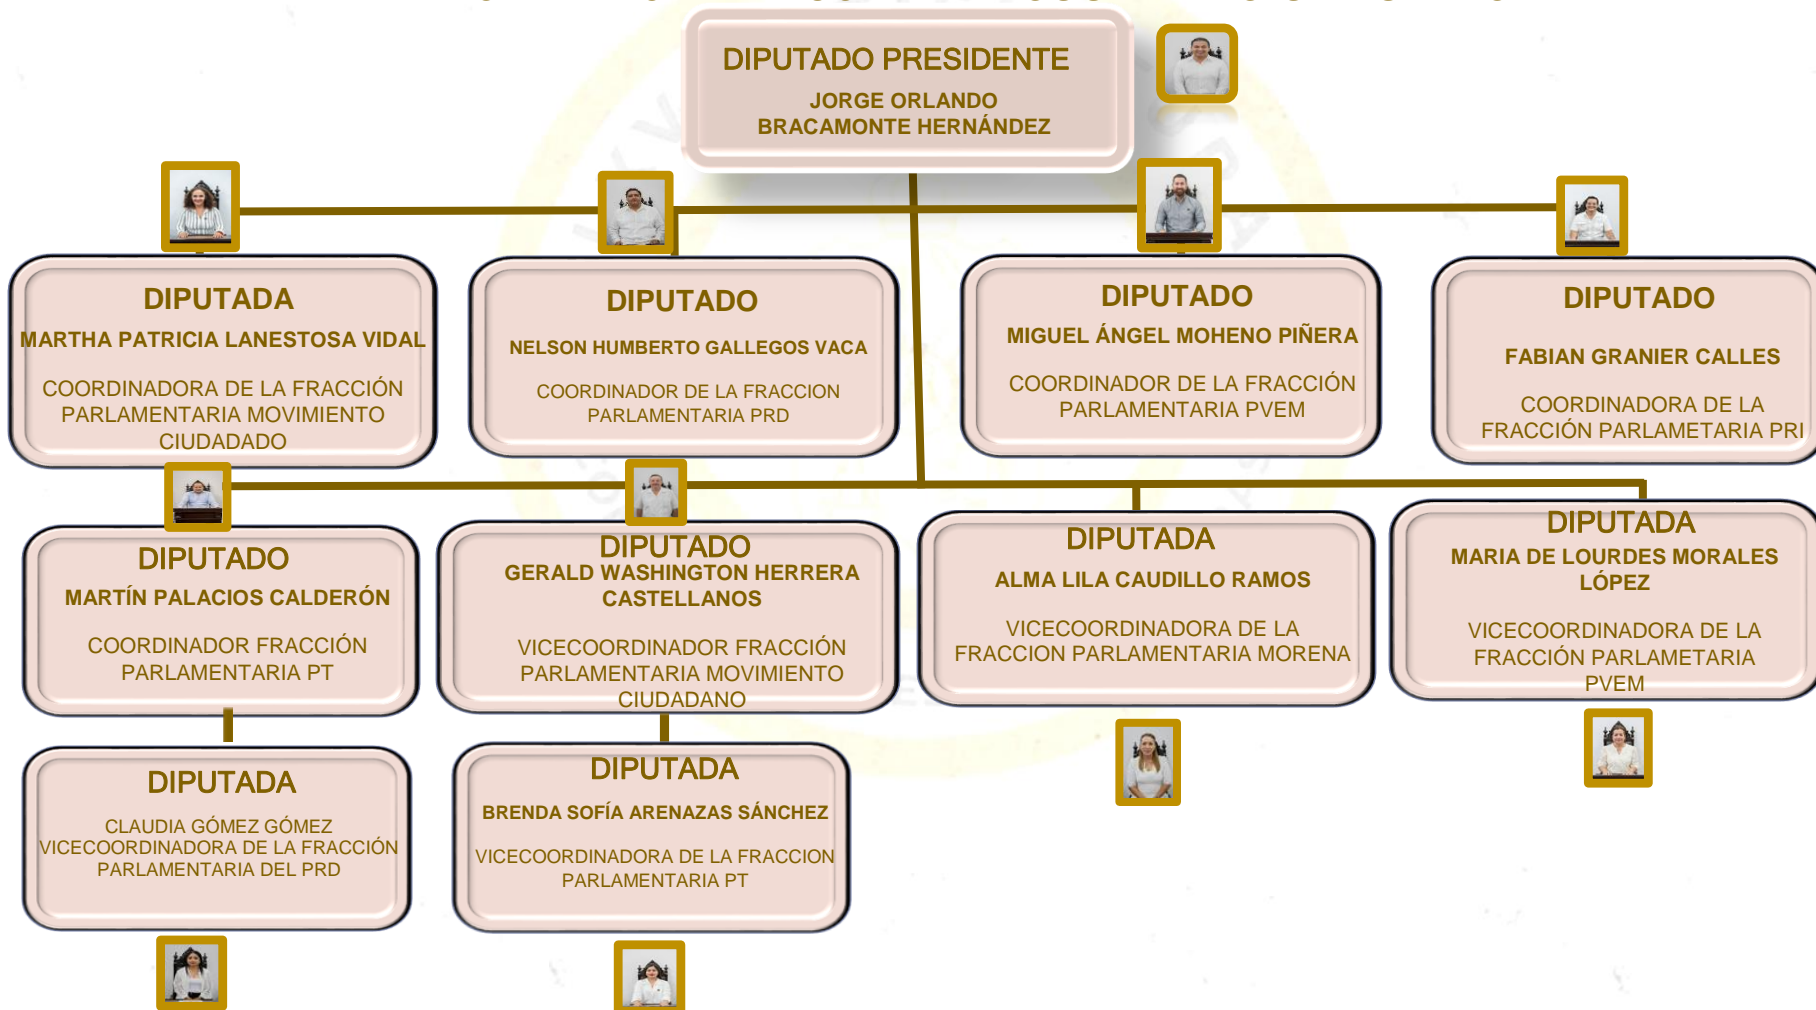 DIPUTADO PRESIDENTE
JORGE ORLANDO
BRACAMONTE HERNÁNDEZ
DIPUTADA
MARTHA PATRICIA LANESTOSA VIDAL
COORDINADORA DE LA FRACCIÓN
PARLAMENTARIA MOVIMIENTO
CIUDADADO
DIPUTADO
NELSON HUMBERTO GALLEGOS VACA
COORDINADOR DE LA FRACCION
PARLAMENTARIA PRD
DIPUTADO
MIGUEL ÁNGEL MOHENO PIÑERA
COORDINADOR DE LA FRACCIÓN
PARLAMENTARIA PVEM
DIPUTADO
FABIAN GRANIER CALLES
COORDINADORA DE LA
FRACCIÓN PARLAMETARIA PRI
DIPUTADO
MARTÍN PALACIOS CALDERÓN
COORDINADOR FRACCIÓN
PARLAMENTARIA PT
DIPUTADO
GERALD WASHINGTON HERRERA
CASTELLANOS
VICECOORDINADOR FRACCIÓN
PARLAMENTARIA MOVIMIENTO
CIUDADANO
DIPUTADA
ALMA LILA CAUDILLO RAMOS
VICECOORDINADORA DE LA
FRACCION PARLAMENTARIA MORENA
DIPUTADA
MARIA DE LOURDES MORALES
LÓPEZ
VICECOORDINADORA DE LA
FRACCIÓN PARLAMETARIA
PVEM
DIPUTADA
CLAUDIA GÓMEZ GÓMEZ
VICECOORDINADORA DE LA FRACCIÓN
PARLAMENTARIA DEL PRD
DIPUTADA
BRENDA SOFÍA ARENAZAS SÁNCHEZ
VICECOORDINADORA DE LA FRACCION
PARLAMENTARIA PT